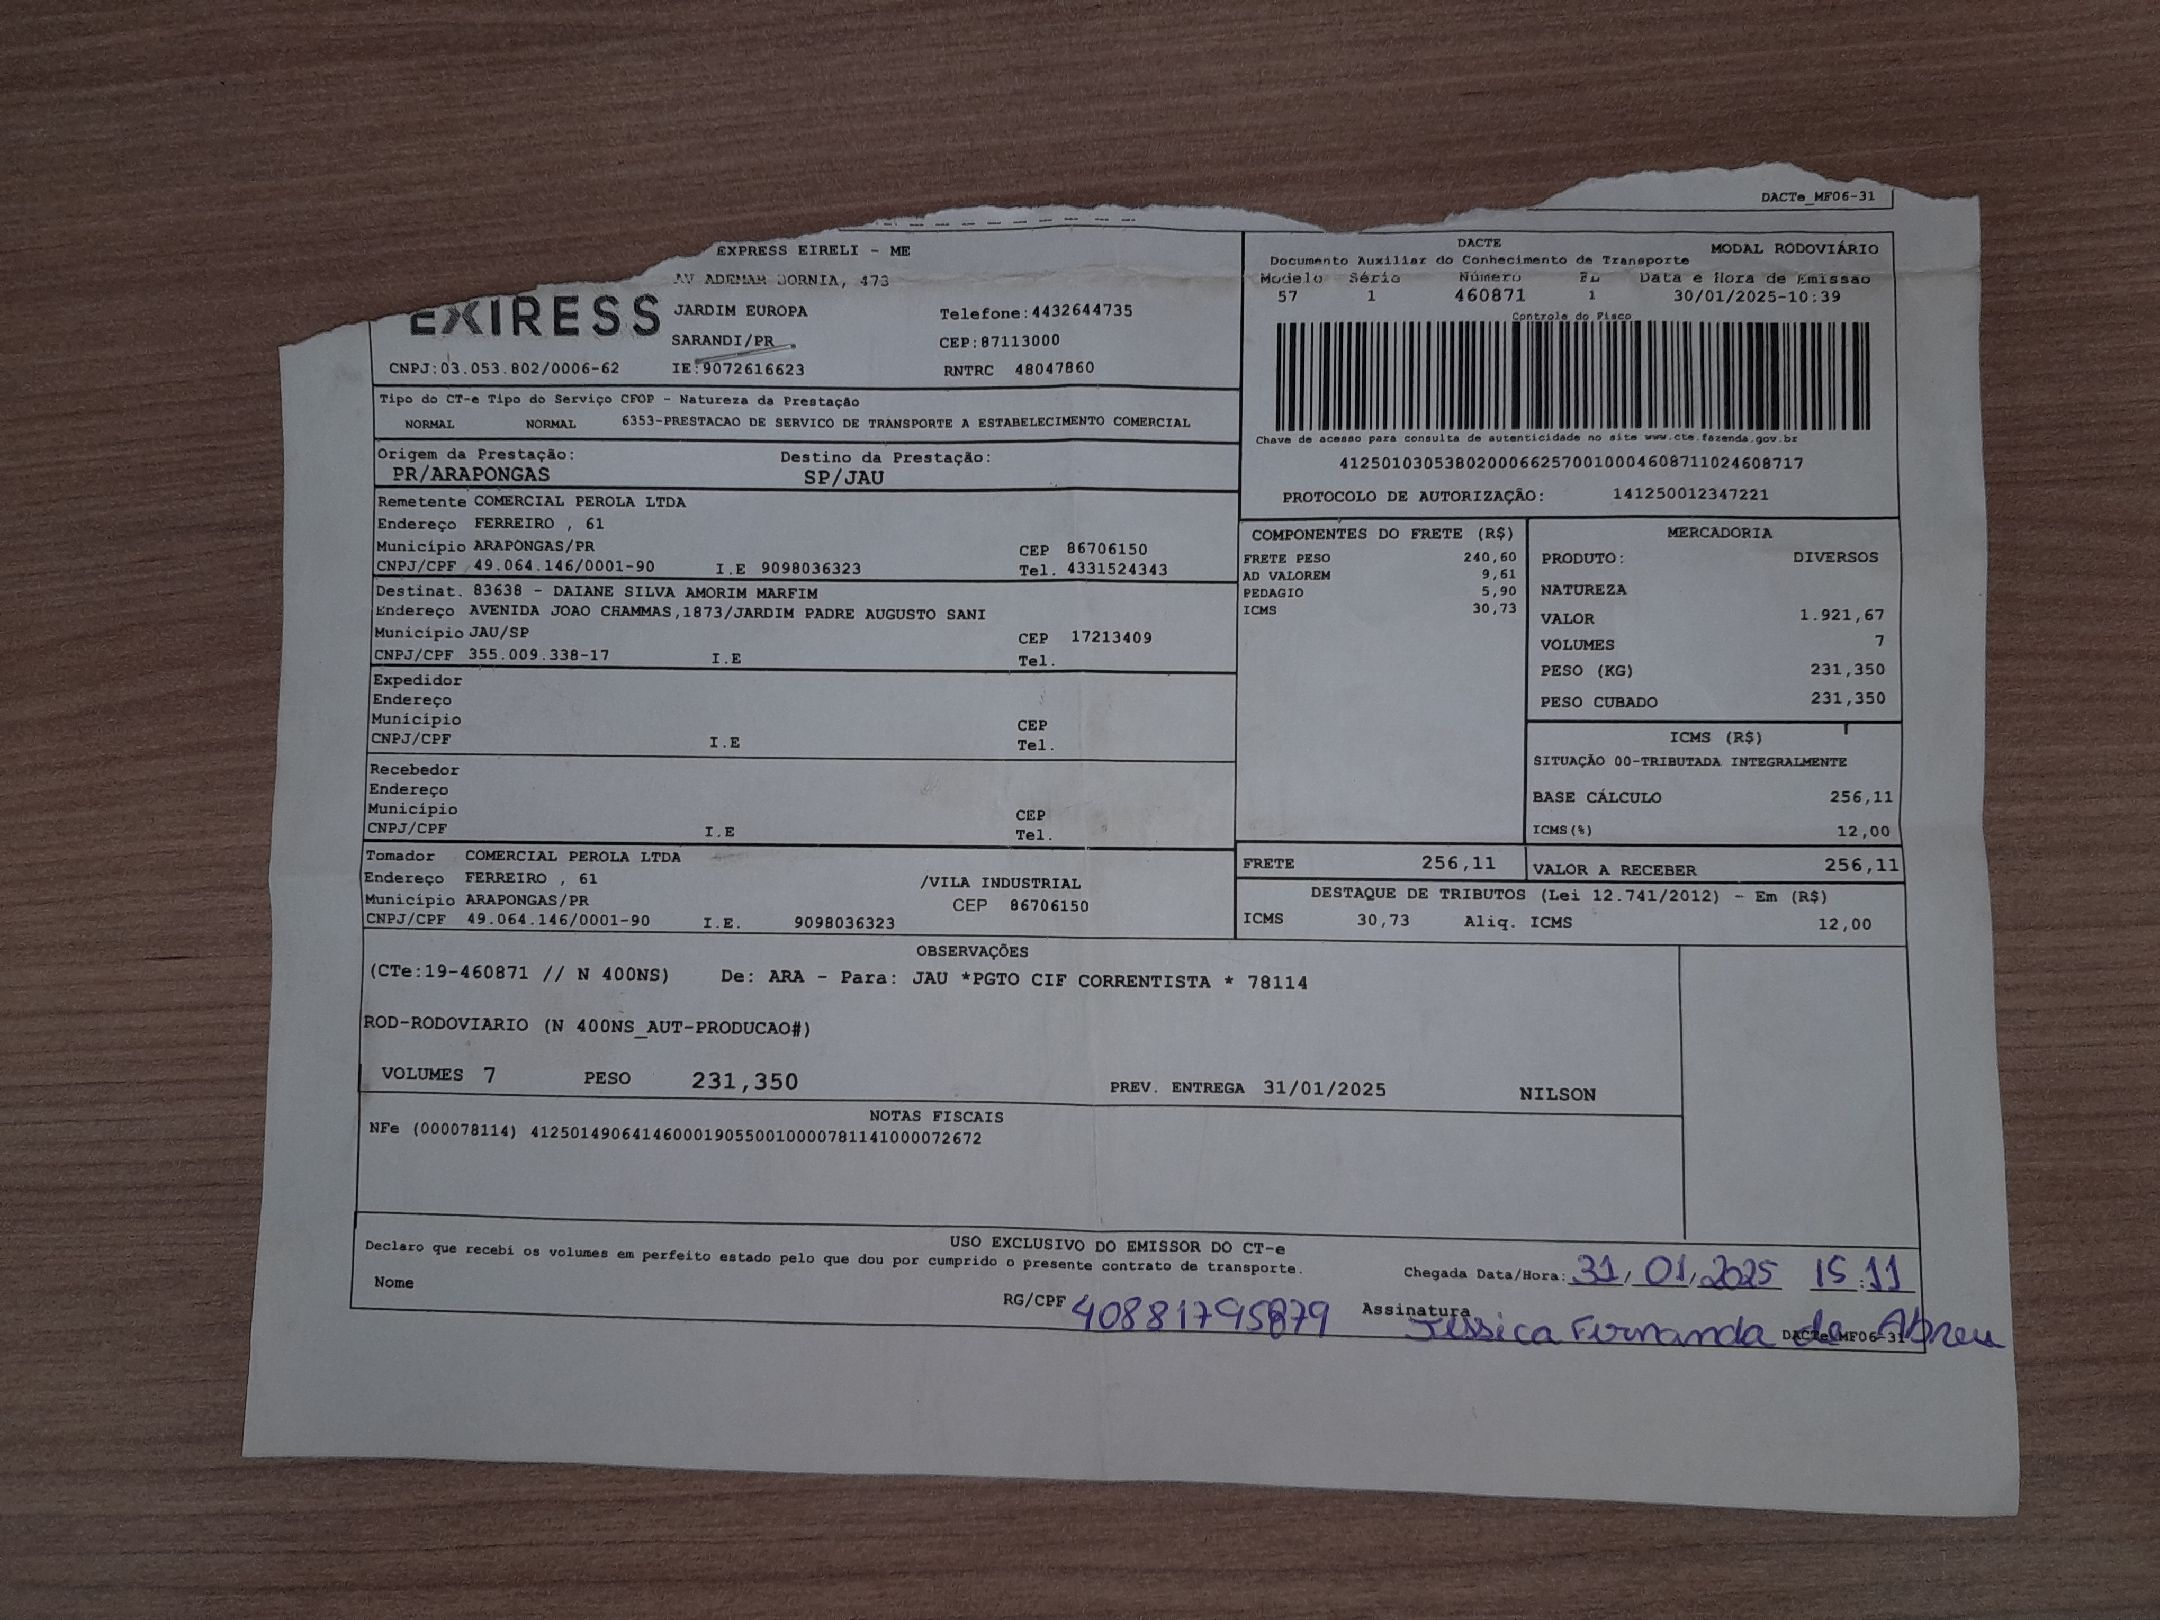 DACTe_MF06-31
EXPRESS EIRELI - ME
AV ADEMAR BORNIA, 473
EXIRESS
JARDIM EUROPA Telefone:4432644735
SARANDI/PR CEP:87113000
CNPJ:03.053.802/0006-62 IE:9072616623 RNTRC 48047860
DACTE MODAL RODOVIÁRIO
Documento Auxiliar do Conhecimento de Transporte
Modelo Série Número FL Data e Hora de Emissao
57 1 460871 1 30/01/2025-10:39
Controle do Fisco
Chave de acesso para consulta de autenticidade no site www.cte.fazenda.gov.br
41250103053802000662570010004608711024608717
PROTOCOLO DE AUTORIZAÇÃO: 141250012347221
Tipo do CT-e Tipo do Serviço CFOP - Natureza da Prestação
NORMAL NORMAL 6353-PRESTACAO DE SERVICO DE TRANSPORTE A ESTABELECIMENTO COMERCIAL
Origem da Prestação: Destino da Prestação:
PR/ARAPONGAS SP/JAU
Remetente COMERCIAL PEROLA LTDA
Endereço FERREIRO , 61
Município ARAPONGAS/PR CEP 86706150
CNPJ/CPF 49.064.146/0001-90 I.E 9098036323 Tel. 4331524343
Destinat. 83638 - DAIANE SILVA AMORIM MARFIM
Endereço AVENIDA JOAO CHAMMAS,1873/JARDIM PADRE AUGUSTO SANI
Município JAU/SP CEP 17213409
CNPJ/CPF 355.009.338-17 I.E Tel.
Expedidor
Endereço
Município CEP
CNPJ/CPF I.E Tel.
Recebedor
Endereço
Município CEP
CNPJ/CPF I.E Tel.
Tomador COMERCIAL PEROLA LTDA
Endereço FERREIRO , 61 /VILA INDUSTRIAL
Município ARAPONGAS/PR CEP 86706150
CNPJ/CPF 49.064.146/0001-90 I.E. 9098036323
COMPONENTES DO FRETE (R$)
FRETE PESO 240,60
AD VALOREM 9,61
PEDAGIO 5,90
ICMS 30,73
MERCADORIA
PRODUTO: DIVERSOS
NATUREZA
VALOR 1.921,67
VOLUMES 7
PESO (KG) 231,350
PESO CUBADO 231,350
ICMS (R$)
SITUAÇÃO 00-TRIBUTADA INTEGRALMENTE
BASE CÁLCULO 256,11
ICMS(%) 12,00
FRETE 256,11 VALOR A RECEBER 256,11
DESTAQUE DE TRIBUTOS (Lei 12.741/2012) - Em (R$)
ICMS 30,73 Aliq. ICMS 12,00
OBSERVAÇÕES
(CTe:19-460871 // N 400NS) De: ARA - Para: JAU *PGTO CIF CORRENTISTA * 78114
ROD-RODOVIARIO (N 400NS_AUT-PRODUCAO#)
VOLUMES 7 PESO 231,350 PREV. ENTREGA 31/01/2025 NILSON
NOTAS FISCAIS
NFe (000078114) 41250149064146000190550010000781141000072672
USO EXCLUSIVO DO EMISSOR DO CT-e
Declaro que recebi os volumes em perfeito estado pelo que dou por cumprido o presente contrato de transporte.
Chegada Data/Hora: 31/01/2025 15:11
Nome RG/CPF 40881795879 Assinatura Jéssica Fernanda de Abreu
DACTe_MF06-31